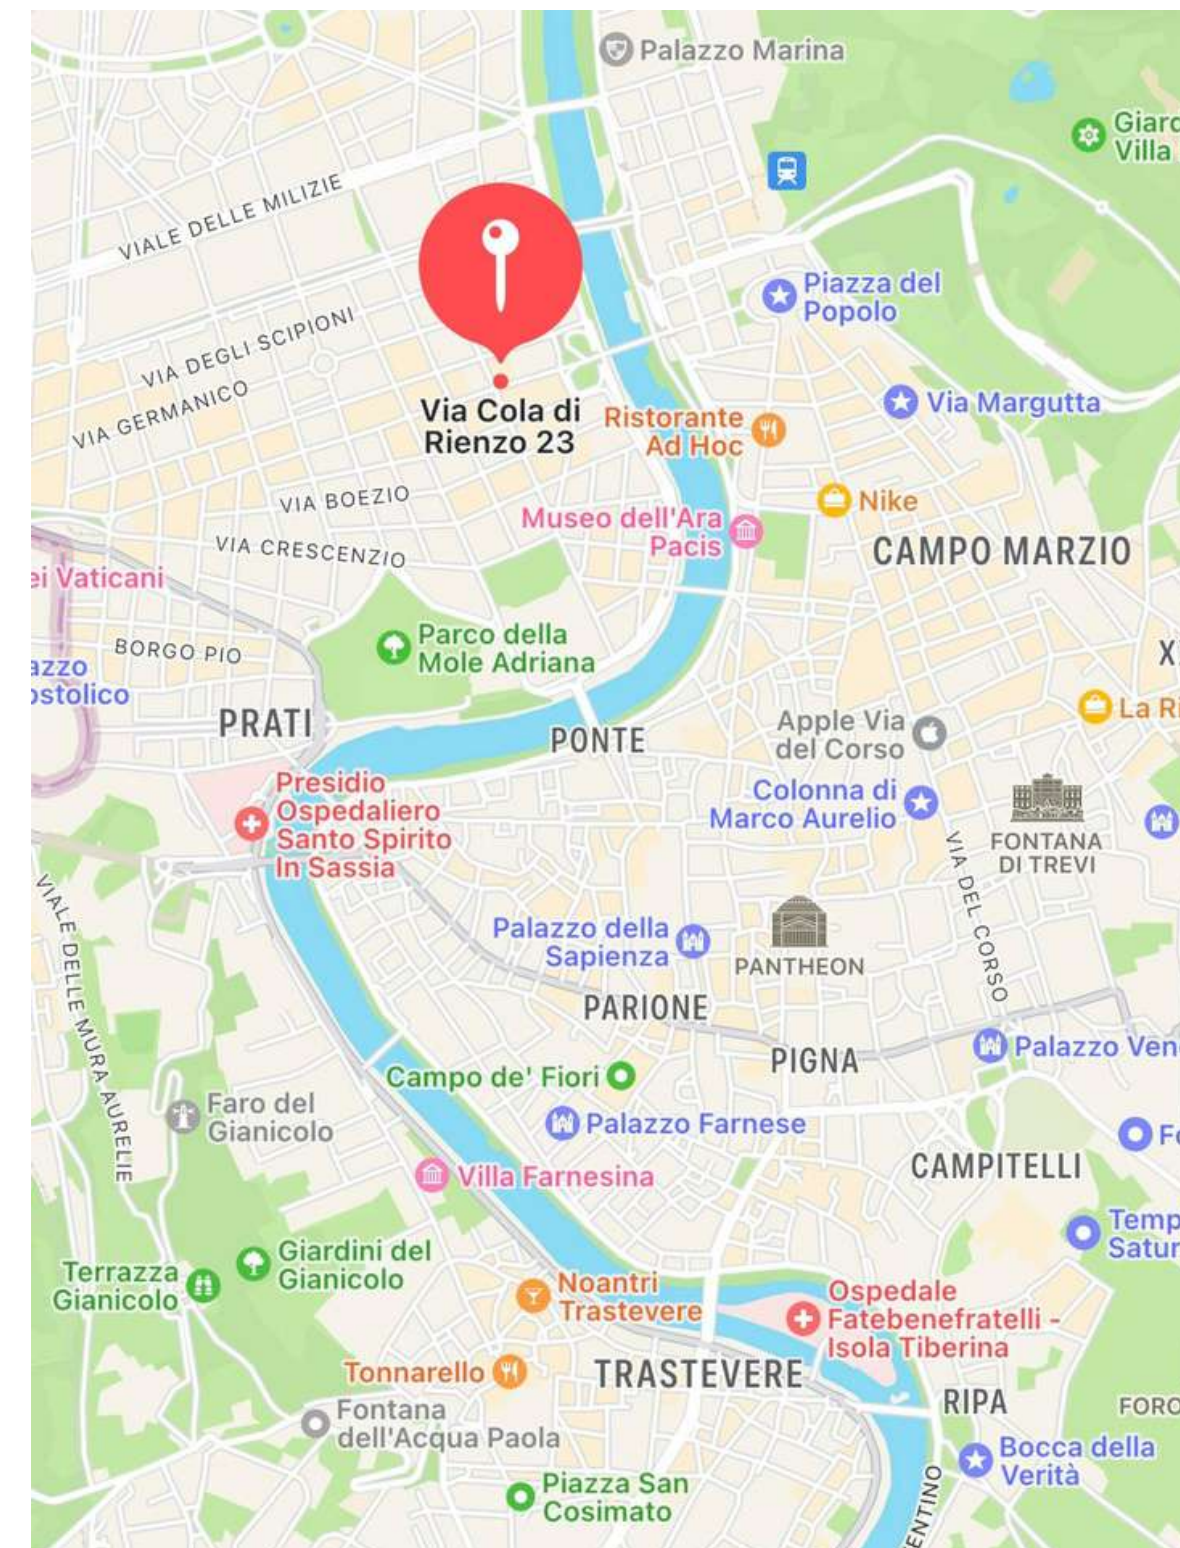 Palazzo Marina
Giard
Villa
VIALE DELLE MILIZIE
Piazza del
Popolo
VIA DEGLI SCIPIONI
VIA GERMANICO
Via Cola di
Rienzo 23
Ristorante
Ad Hoc
Via Margutta
VIA BOEZIO
Nike
Museo dell'Ara
Pacis
VIA CRESCENZIO
CAMPO MARZIO
ei Vaticani
Parco della
Mole Adriana
BORGO PIO
azzo
ostolico
PRATI
PONTE
La Ri
Apple Via
del Corso
Colonna di
Marco Aurelio
Presidio
Ospedaliero
Santo Spirito
In Sassia
FONTANA
DI TREVI
VIA DEL CORSO
VIALE DELLE MURA AURELIE
Palazzo della
Sapienza
PANTHEON
PARIONE
PIGNA
Palazzo Ven
Campo de' Fiori
Faro del
Gianicolo
Palazzo Farnese
Fo
CAMPITELLI
Villa Farnesina
Temp
Satur
Giardini del
Gianicolo
Terrazza
Gianicolo
Noantri
Trastevere
Ospedale
Fatebenefratelli -
Isola Tiberina
Tonnarello
TRASTEVERE
RIPA
FORO
Fontana
dell'Acqua Paola
Bocca della
Verità
Piazza San
Cosimato
ENTINO